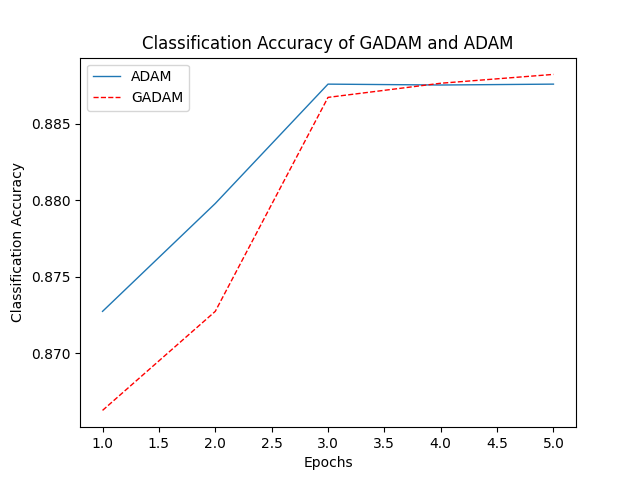 Classification Accuracy of GADAM and ADAM
ADAM
GADAM
0.885
0.880
0.875
0.870
Classification Accuracy
1.0 1.5 2.0 2.5 3.0 3.5 4.0 4.5 5.0
Epochs